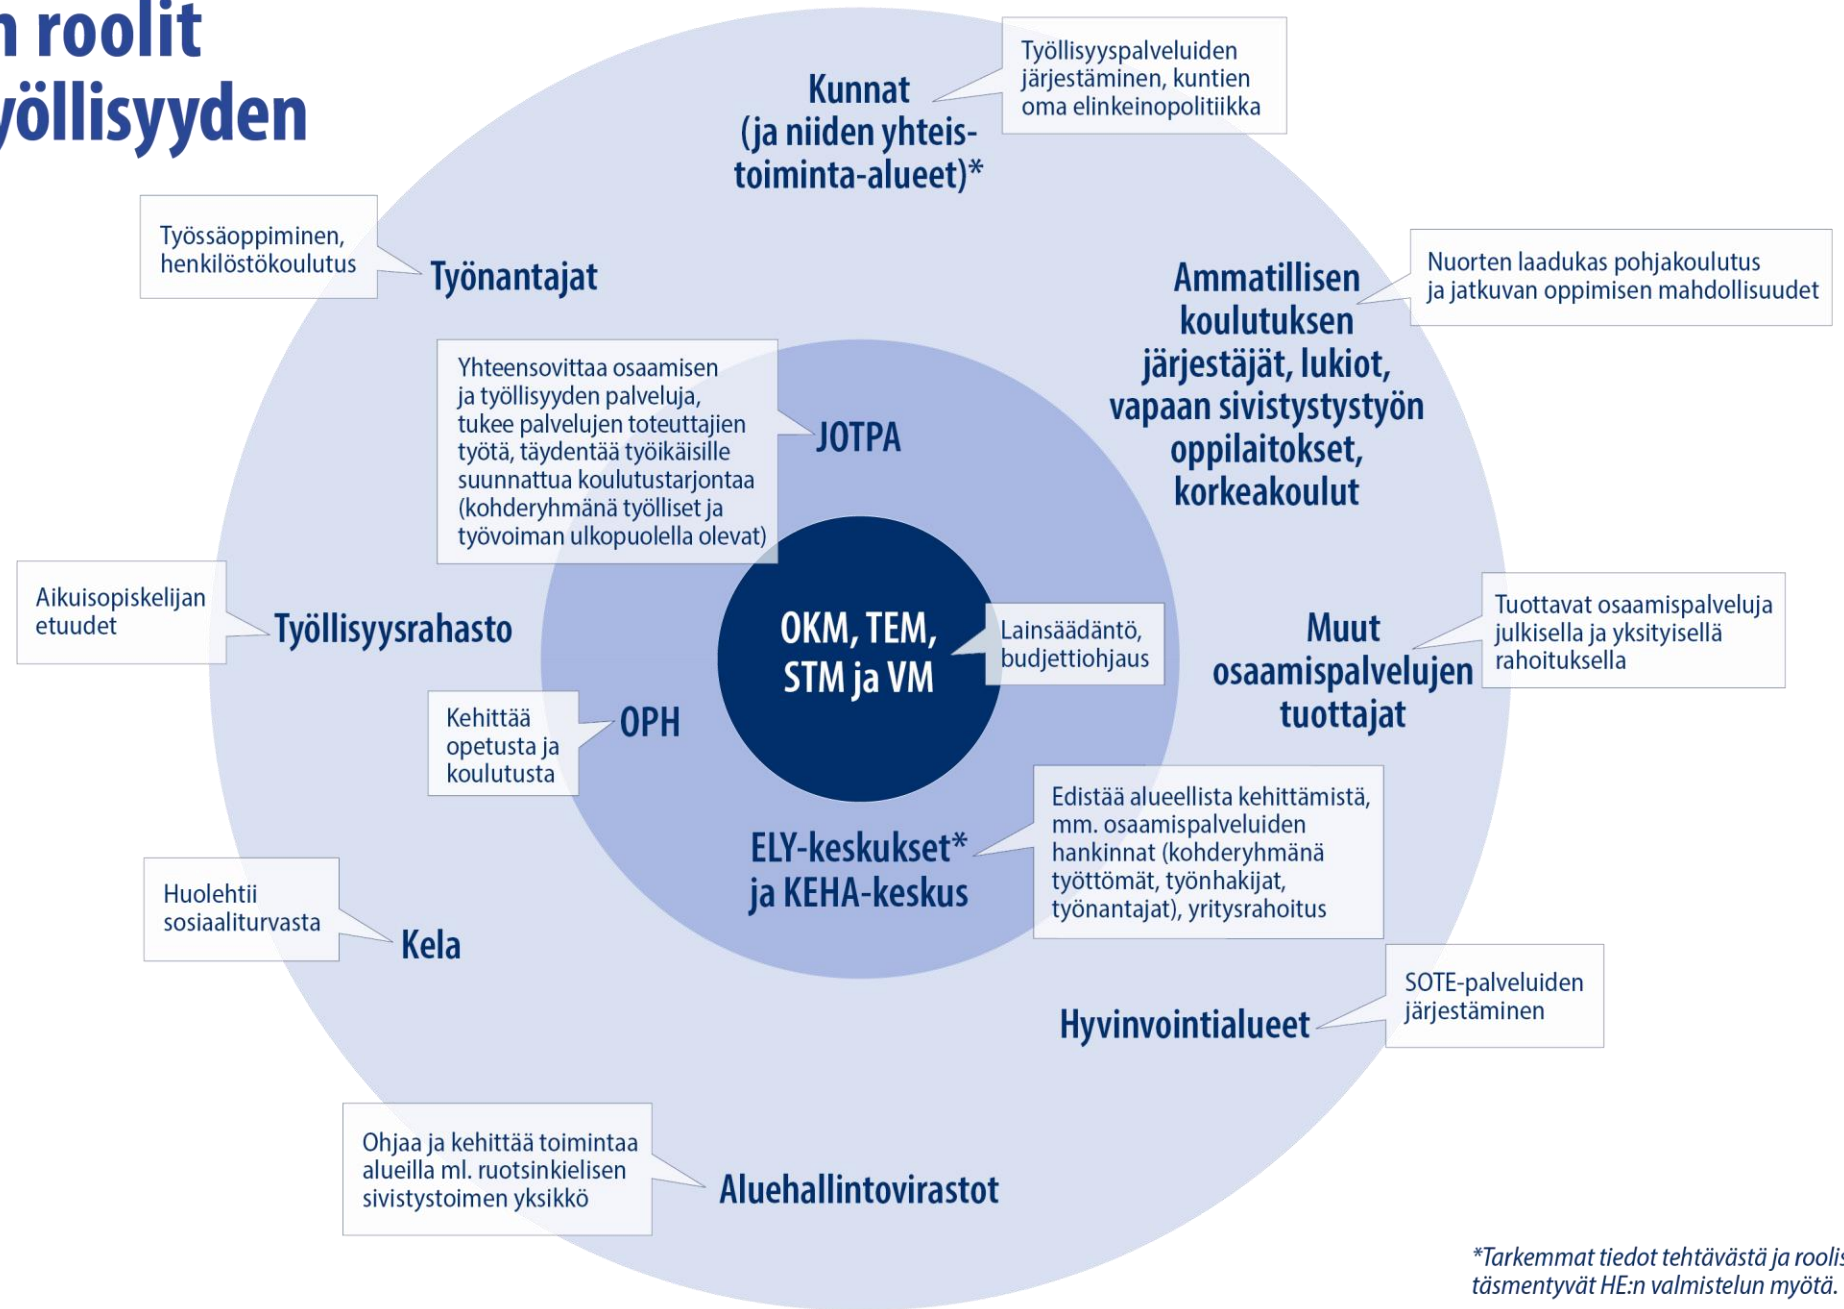 n roolit
yöllisyyden
Kunnat
(ja niiden yhteis-
toiminta-alueet)*
Työllisyyspalveluiden
järjestäminen, kuntien
oma elinkeinopolitiikka
Työssäoppiminen,
henkilöstökoulutus
Työnantajat
Ammatillisen
koulutuksen
järjestäjät, lukiot,
vapaan sivistystystyön
oppilaitokset,
korkeakoulut
Nuorten laadukas pohjakoulutus
ja jatkuvan oppimisen mahdollisuudet
Yhteensovittaa osaamisen
ja työllisyyden palveluja,
tukee palvelujen toteuttajien
työtä, täydentää työikäisille
suunnattua koulutustarjontaa
(kohderyhmänä työlliset ja
työvoiman ulkopuolella olevat)
JOTPA
Aikuisopiskelijan
etuudet
Työllisyysrahasto
OKM, TEM,
STM ja VM
Lainsäädäntö,
budjettiohjaus
Muut
osaamispalvelujen
tuottajat
Tuottavat osaamispalveluja
julkisella ja yksityisellä
rahoituksella
Kehittää
opetusta ja
koulutusta
OPH
ELY-keskukset*
ja KEHA-keskus
Edistää alueellista kehittämistä,
mm. osaamispalveluiden
hankinnat (kohderyhmänä
työttömät, työnhakijat,
työnantajat), yritysrahoitus
Huolehtii
sosiaaliturvasta
Kela
Hyvinvointialueet
SOTE-palveluiden
järjestäminen
Ohjaa ja kehittää toimintaa
alueilla ml. ruotsinkielisen
sivistystoimen yksikkö
Aluehallintovirastot
*Tarkemmat tiedot tehtävästä ja roolis
täsmentyvät HE:n valmistelun myötä.